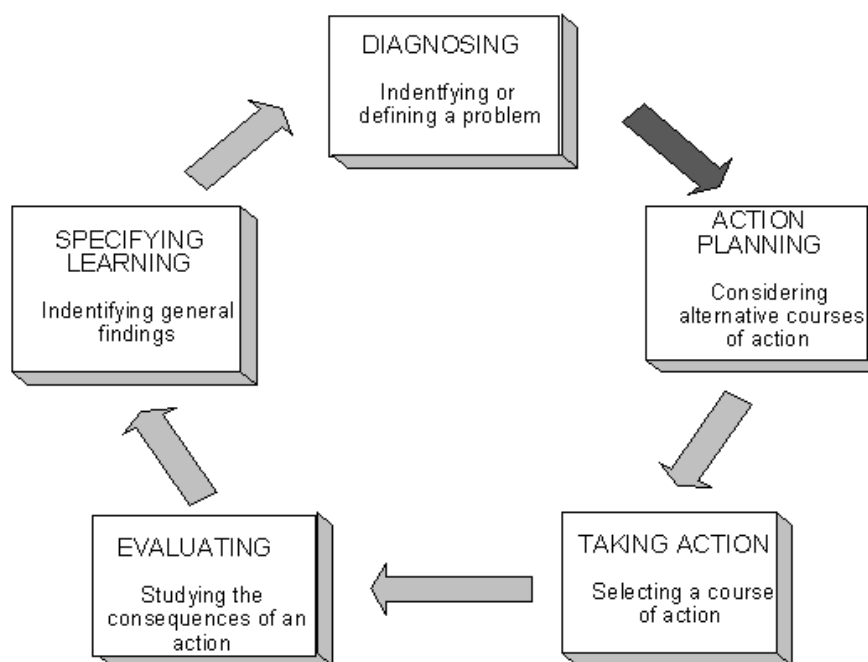 DIAGNOSING
Indentfying or
defining a problem
ACTION
PLANNING
Considering
alternative courses
of action
TAKING ACTION
Selecting a course
of action
EVALUATING
Studying the
consequences of an
action
SPECIFYING
LEARNING
Indentifying general
findings